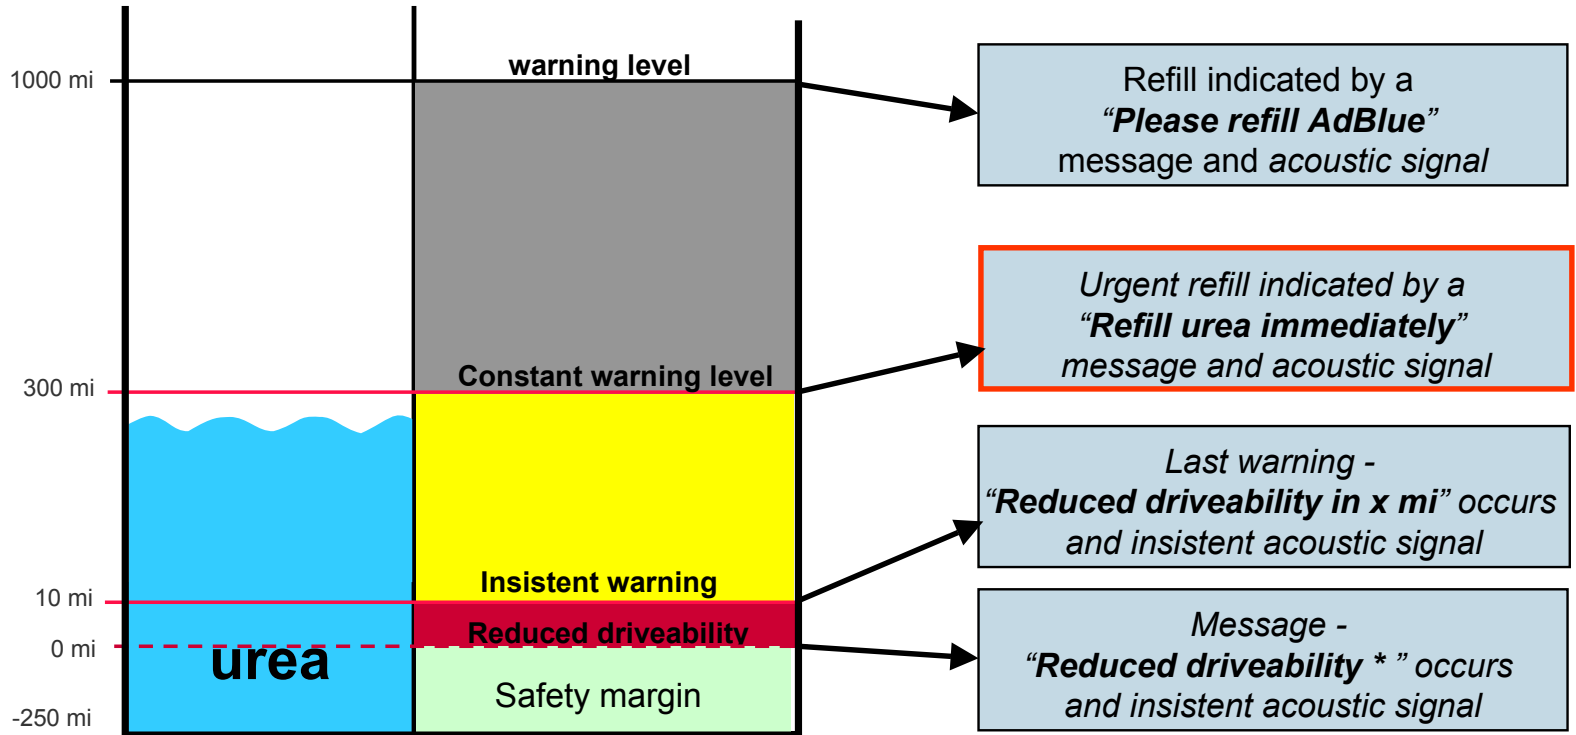 warning level
1000 mi
Refill indicated by a
“Please refill AdBlue”
message and acoustic signal
Urgent refill indicated by a
“Refill urea immediately”
message and acoustic signal
Constant warning level
300 mi
Last warning -
“Reduced driveability in x mi” occurs
and insistent acoustic signal
Insistent warning
10 mi
Reduced driveability
0 mi
urea
Message -
“Reduced driveability * ” occurs
and insistent acoustic signal
Safety margin
-250 mi